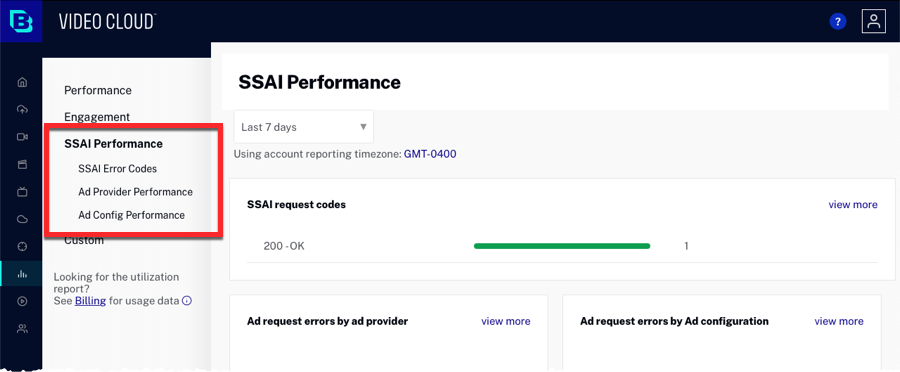 VIDEO CLOUD™
?
Performance
Engagement
SSAI Performance
SSAI Error Codes
Ad Provider Performance
Ad Config Performance
Custom
Looking for the utilization
report?
See Billing for usage data
SSAI Performance
Last 7 days
Using account reporting timezone: GMT-0400
SSAI request codes view more
200 - OK 1
Ad request errors by ad provider view more
Ad request errors by Ad configuration view more